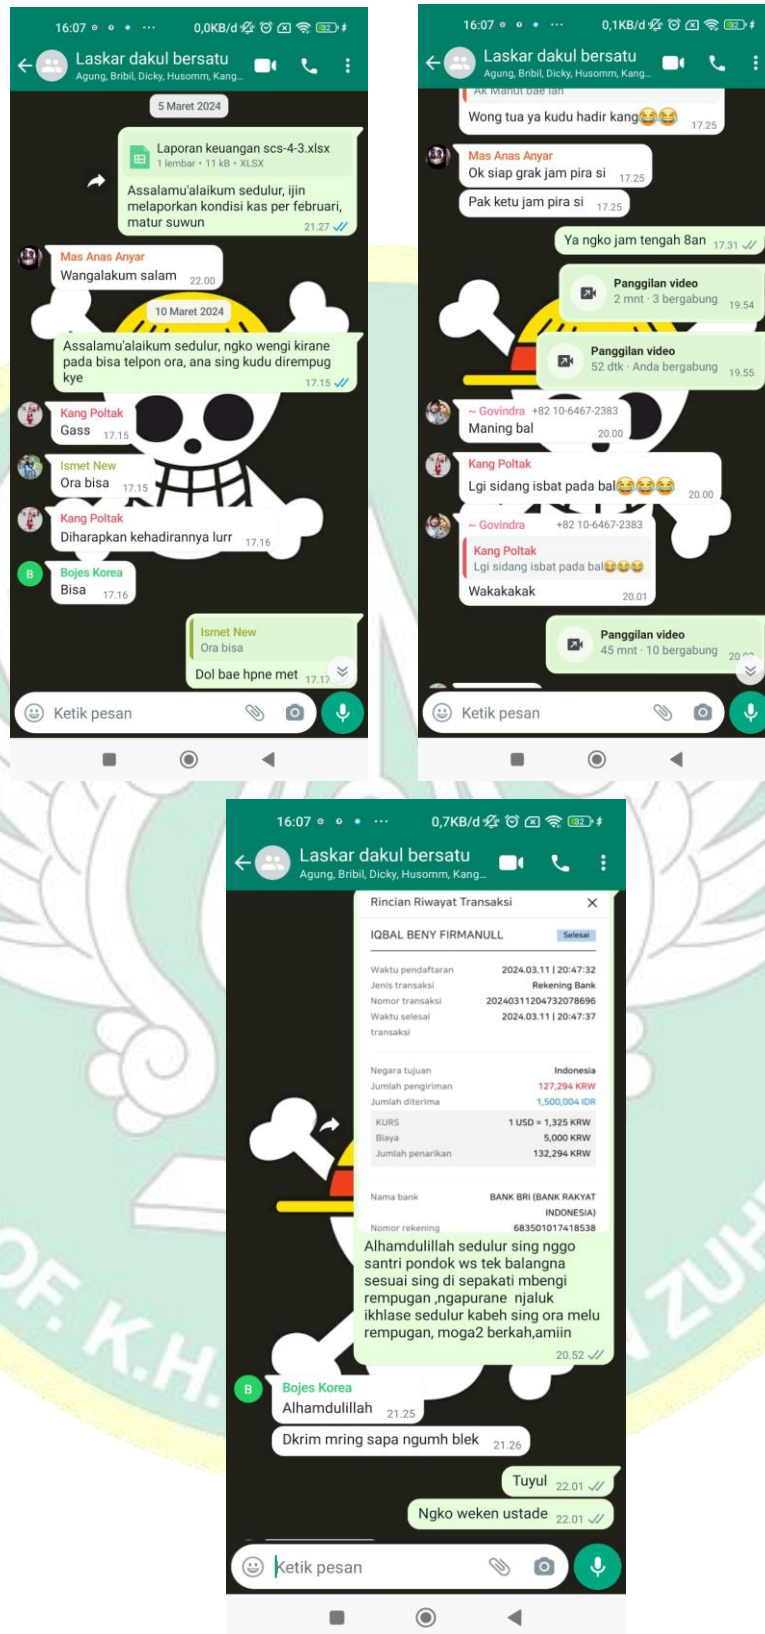 16:07
0,0KB/d
32
Laskar dakul bersatu
Agung, Bribil, Dicky, Husomm, Kang...
5 Maret 2024
Laporan keuangan scs-4-3.xlsx
1 lembar • 11 kB • XLSX
Assalamu'alaikum sedulur, ijin
melaporkan kondisi kas per februari,
matur suwun
21.27
Mas Anas Anyar
Wangalakum salam 22.00
10 Maret 2024
Assalamu'alaikum sedulur, ngko wengi kirane
pada bisa telpon ora, ana sing kudu dirempug
kye
17.15
Kang Poltak
Gass 17.15
Ismet New
Ora bisa 17.15
Kang Poltak
Diharapkan kehadirannya lurr 17.16
B
Bojes Korea
Bisa 17.16
Ismet New
Ora bisa
Dol bae hpne met 17.17
Ketik pesan
16:07
0,1KB/d
32
Laskar dakul bersatu
Agung, Bribil, Dicky, Husomm, Kang...
Ak Manut bae lah
Wong tua ya kudu hadir kang😂😂 17.25
Mas Anas Anyar
Ok siap grak jam pira si 17.25
Pak ketu jam pira si 17.25
Ya ngko jam tengah 8an 17.31
Panggilan video
2 mnt · 3 bergabung 19.54
Panggilan video
52 dtk · Anda bergabung 19.55
~ Govindra +82 10-6467-2383
Maning bal 20.00
Kang Poltak
Lgi sidang isbat pada bal😂😂😂 20.00
~ Govindra +82 10-6467-2383
Kang Poltak
Lgi sidang isbat pada bal😂😂😂
Wakakakak 20.01
Panggilan video
45 mnt · 10 bergabung
Ketik pesan
16:07
0,7KB/d
32
Laskar dakul bersatu
Agung, Bribil, Dicky, Husomm, Kang...
Rincian Riwayat Transaksi
IQBAL BENY FIRMANULL Selesai
Waktu pendaftaran 2024.03.11 | 20:47:32
Jenis transaksi Rekening Bank
Nomor transaksi 20240311204732078696
Waktu selesai 2024.03.11 | 20:47:37
transaksi
Negara tujuan Indonesia
Jumlah pengiriman 127,294 KRW
Jumlah diterima 1,500,004 IDR
KURS 1 USD = 1,325 KRW
Biaya 5,000 KRW
Jumlah penarikan 132,294 KRW
Nama bank BANK BRI (BANK RAKYAT
INDONESIA)
Nomor rekening 683501017418538
Alhamdulillah sedulur sing nggo
santri pondok ws tek balangna
sesuai sing di sepakati mbengi
rempugan ,ngapurane njaluk
ikhlase sedulur kabeh sing ora melu
rempugan, moga2 berkah,amiin
20.52
B
Bojes Korea
Alhamdulillah 21.25
Dkrim mring sapa ngumh blek 21.26
Tuyul 22.01
Ngko weken ustade 22.01
Ketik pesan
OF. K.H.
ZUH